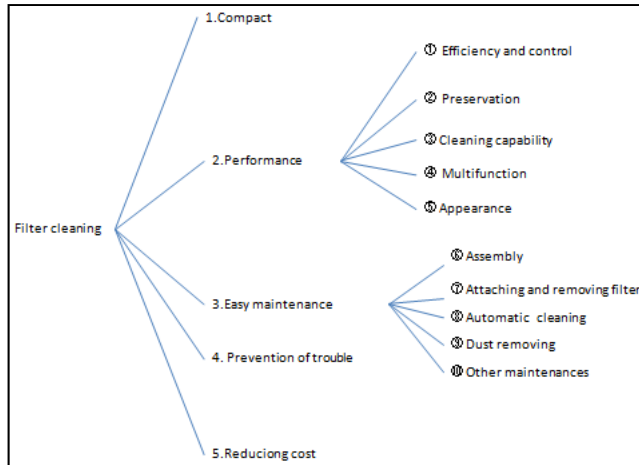 1.Compact
① Efficiency and control
② Preservation
③ Cleaning capability
2.Performance
④ Multifunction
⑤ Appearance
Filter cleaning
⑥ Assembly
⑦ Attaching and removing filter
3.Easy maintenance
⑧ Automatic cleaning
⑨ Dust removing
4. Prevention of trouble
⑩ Other maintenances
5.Reduciong cost